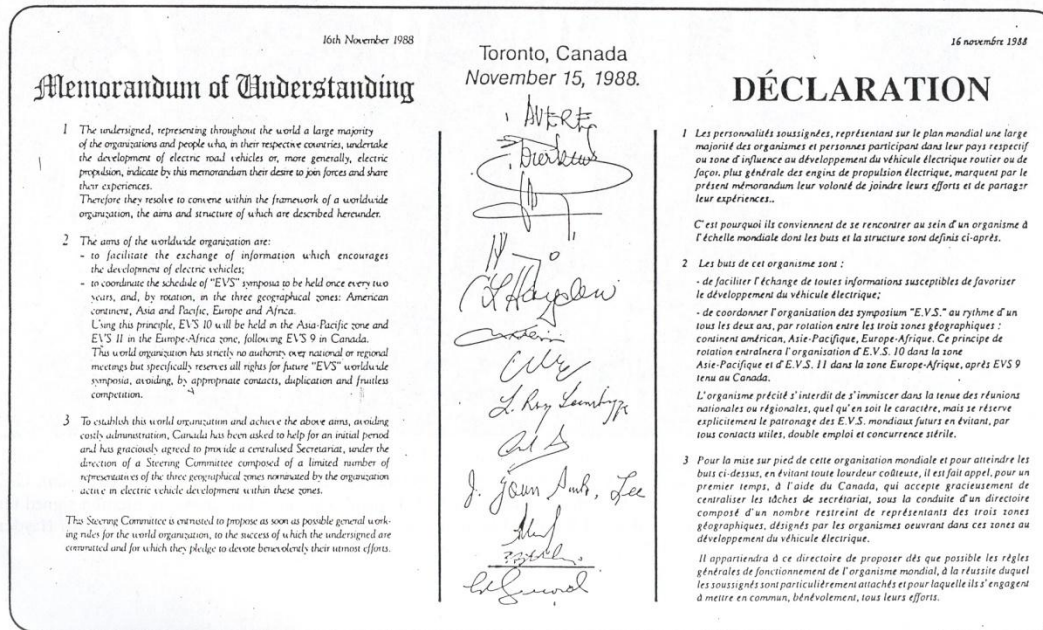 16th November 1988
Memorandum of Understanding
1 The undersigned, representing throughout the world a large majority
of the organizations and people who, in their respective countries, undertake
the development of electric road vehicles or, more generally, electric
propulsion, indicate by this memorandum their desire to join forces and share
their experiences.
Therefore they resolve to convene within the framework of a worldwide
organization, the aims and structure of which are described hereunder.
2 The aims of the worldwide organization are:
- to facilitate the exchange of information which encourages
the development of electric vehicles;
- to coordinate the schedule of "EVS" symposia to be held once every two
years, and, by rotation, in the three geographical zones: American
continent, Asia and Pacific, Europe and Africa.
Using this principle, EVS 10 will be held in the Asia-Pacific zone and
EVS 11 in the Europe-Africa zone, following EVS 9 in Canada.
This world organization has strictly no authority over national or regional
meetings but specifically reserves all rights for future "EVS" worldwide
symposia, avoiding, by appropriate contacts, duplication and fruitless
competition.
3 To establish this world organization and achieve the above aims, avoiding
costly administration, Canada has been asked to help for an initial period
and has graciously agreed to provide a centralised Secretariat, under the
direction of a Steering Committee composed of a limited number of
representatives of the three geographical zones nominated by the organization
active in electric vehicle development within these zones.
This Steering Committee is entrusted to propose as soon as possible general work-
ing rules for the world organization, to the success of which the undersigned are
committed and for which they pledge to devote benevolently their utmost efforts.
Toronto, Canada
November 15, 1988.
AVERE
J. Lee
16 novembre 1988
DÉCLARATION
1 Les personnalités soussignées, représentant sur le plan mondial une large
majorité des organismes et personnes participant dans leur pays respectif
ou zone d'influence au développement du véhicule électrique routier ou de
façon, plus générale des engins de propulsion électrique, marquent par le
présent mémorandum leur volonté de joindre leurs efforts et de partager
leur expériences..
C'est pourquoi ils conviennent de se rencontrer au sein d'un organisme à
l'échelle mondiale dont les buts et la structure sont definis ci-après.
2 Les buts de cet organisme sont :
- de faciliter l'échange de toutes informations susceptibles de favoriser
le développement du véhicule électrique;
- de coordonner l'organisation des symposium "E.V.S." au rythme d'un
tous les deux ans, par rotation entre les trois zones géographiques :
continent américan, Asie-Pacifique, Europe-Afrique. Ce principe de
rotation entraînera l'organisation d'E.V.S. 10 dans la zone
Asie-Pacifique et d'E.V.S. 11 dans la zone Europe-Afrique, après EVS 9
tenu au Canada.
L'organisme précité s'interdit de s'immiscer dans la tenue des réunions
nationales ou régionales, quel qu'en soit le caractère, mais se réserve
explicitement le patronage des E.V.S. mondiaux futurs en évitant, par
tous contacts utiles, double emploi et concurrence stérile.
3 Pour la mise sur pied de cette organisation mondiale et pour atteindre les
buts ci-dessus, en évitant toute lourdeur coûteuse, il est fait appel, pour un
premier temps, à l'aide du Canada, qui accepte gracieusement de
centraliser les tâches de secrétariat, sous la conduite d'un directoire
composé d'un nombre restreint de représentants des trois zones
géographiques, désignés par les organismes oeuvrant dans ces zones au
développement du véhicule électrique.
Il appartiendra à ce directoire de proposer dès que possible les règles
générales de fonctionnement de l'organisme mondial, à la réussite duquel
les soussignés sont particulièrement attachés et pour laquelle ils s'engagent
à mettre en commun, bénévolement, tous leurs efforts.